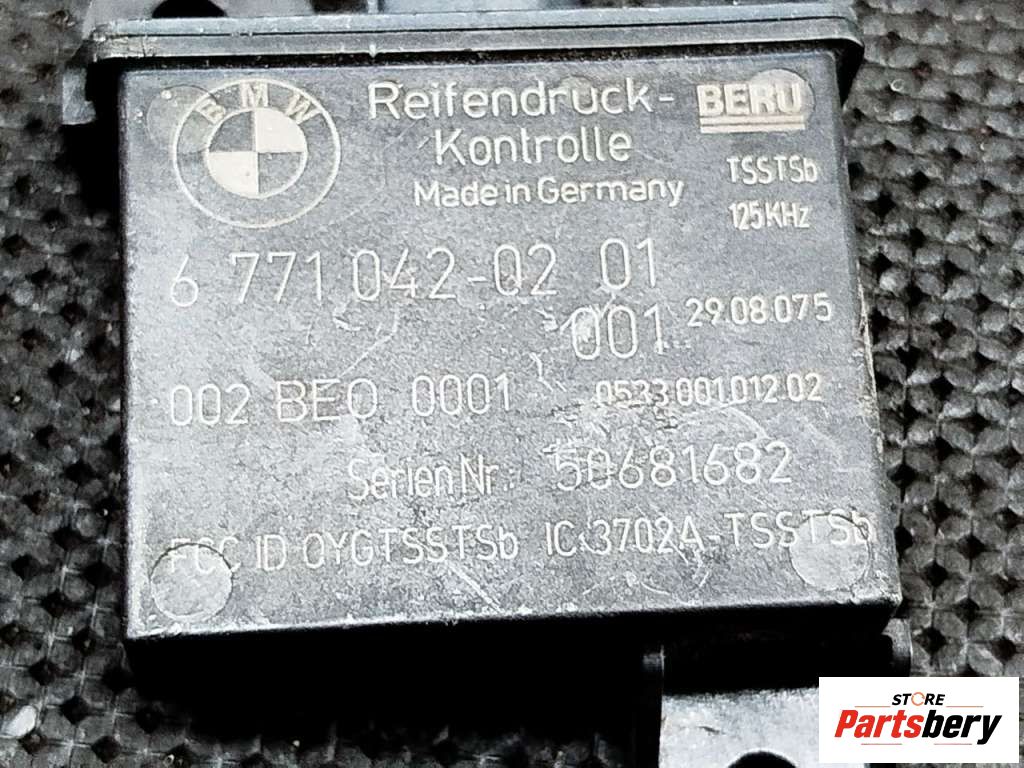 BMW
Reifendruck-
Kontrolle
Made in Germany
BERU
TSSTSb
125KHz
6 771 042-02 01
001 29.08.075
002 BE0 0001 0533 001 012 02
Serien Nr. 50681682
FCC ID OYGTSSTSb IC 3702A-TSSTSb
STORE
Partsbery